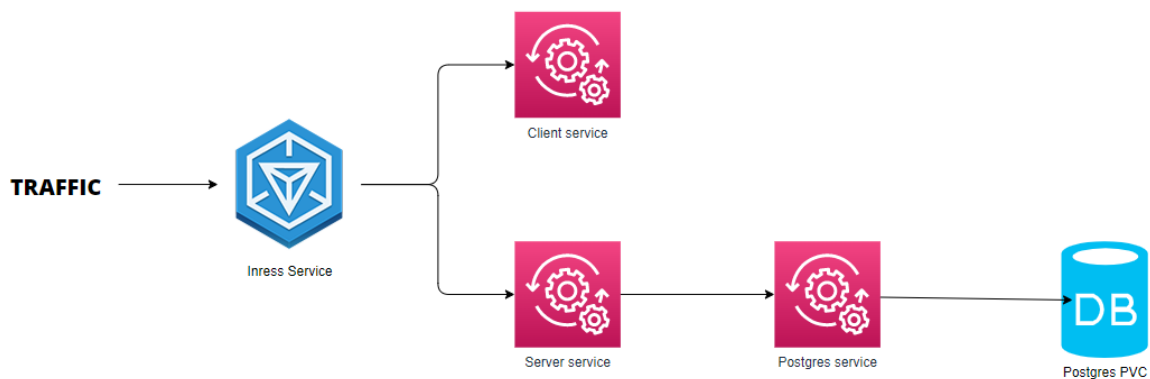 Client service
TRAFFIC
Inress Service
Server service
Postgres service
DB
Postgres PVC